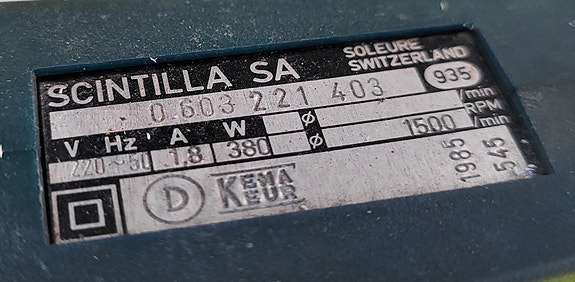 SCINTILLA SA
SOLEURE
SWITZERLAND
0 603 221 403
935
V Hz A W ø /min
RPM
220~50 1,8 380 ø 1500 /min
D
KEMA
KEUR
1985
545